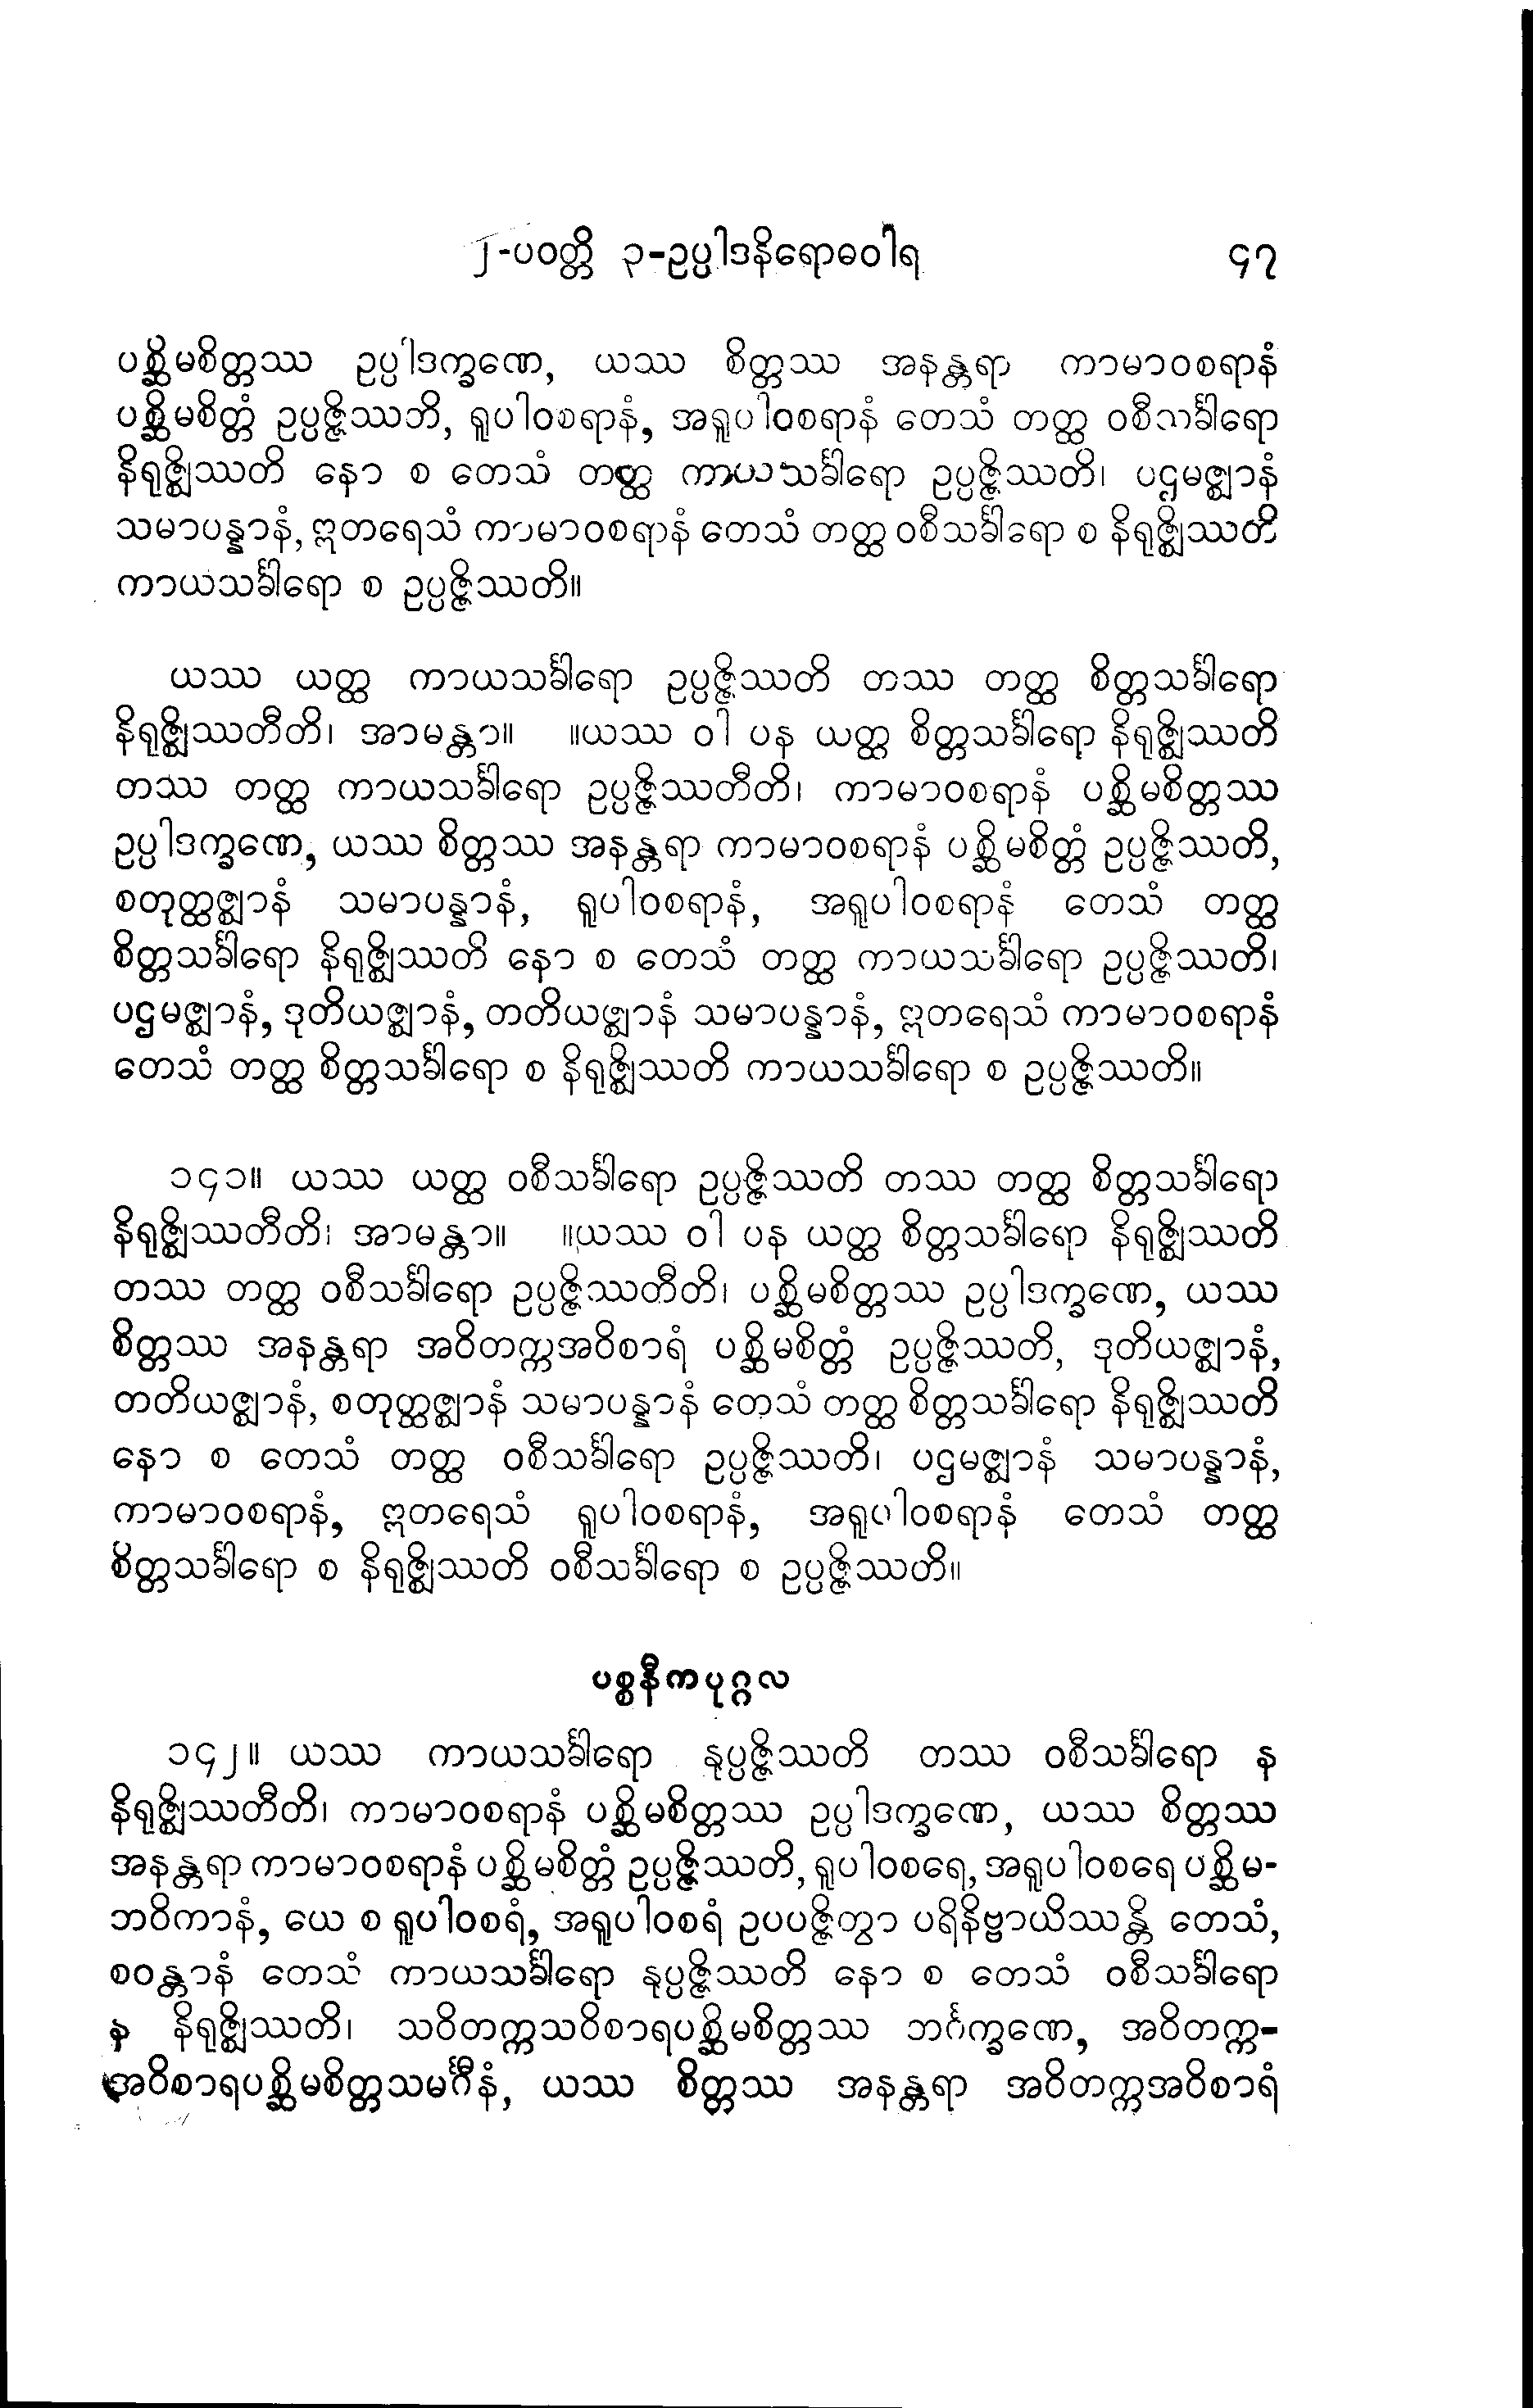 ၂-ပဝတ္တိ ၃-ဥပ္ပါဒနိရောဓဝါရ ၄၇
ပစ္ဆိမစိတ္တဿ ဥပ္ပါဒက္ခဏေ, ယဿ စိတ္တဿ အနန္တရာ ကာမာဝစရာနံ
ပစ္ဆိမစိတ္တံ ဥပ္ပဇ္ဇိဿဘိ, ရူပါဝစရာနံ, အရူပါဝစရာနံ တေသံ တတ္ထ ဝစီသင်္ခါရော
နိရုဇ္ဈိဿတိ နော စ တေသံ တတ္ထ ကာယသင်္ခါရော ဥပ္ပဇ္ဇိဿတိ၊ ပဌမဇ္ဈာနံ
သမာပန္နာနံ, ဣတရေသံ ကာမာဝစရာနံ တေသံ တတ္ထ ဝစီသင်္ခါရော စ နိရုဇ္ဈိဿတိ
ကာယသင်္ခါရော စ ဥပ္ပဇ္ဇိဿတိ။
ယဿ ယတ္ထ ကာယသင်္ခါရော ဥပ္ပဇ္ဇိဿတိ တဿ တတ္ထ စိတ္တသင်္ခါရော
နိရုဇ္ဈိဿတီတိ၊ အာမန္တာ။ ။ယဿ ဝါ ပန ယတ္ထ စိတ္တသင်္ခါရော နိရုဇ္ဈိဿတိ
တဿ တတ္ထ ကာယသင်္ခါရော ဥပ္ပဇ္ဇိဿတီတိ၊ ကာမာဝစရာနံ ပစ္ဆိမစိတ္တဿ
ဥပ္ပါဒက္ခဏေ, ယဿ စိတ္တဿ အနန္တရာ ကာမာဝစရာနံ ပစ္ဆိမစိတ္တံ ဥပ္ပဇ္ဇိဿတိ,
စတုတ္ထဇ္ဈာနံ သမာပန္နာနံ, ရူပါဝစရာနံ, အရူပါဝစရာနံ တေသံ တတ္ထ
စိတ္တသင်္ခါရော နိရုဇ္ဈိဿတိ နော စ တေသံ တတ္ထ ကာယသင်္ခါရော ဥပ္ပဇ္ဇိဿတိ၊
ပဌမဇ္ဈာနံ, ဒုတိယဇ္ဈာနံ, တတိယဇ္ဈာနံ သမာပန္နာနံ, ဣတရေသံ ကာမာဝစရာနံ
တေသံ တတ္ထ စိတ္တသင်္ခါရော စ နိရုဇ္ဈိဿတိ ကာယသင်္ခါရော စ ဥပ္ပဇ္ဇိဿတိ။
၁၄၁။ ယဿ ယတ္ထ ဝစီသင်္ခါရော ဥပ္ပဇ္ဇိဿတိ တဿ တတ္ထ စိတ္တသင်္ခါရော
နိရုဇ္ဈိဿတီတိ၊ အာမန္တာ။ ။ယဿ ဝါ ပန ယတ္ထ စိတ္တသင်္ခါရော နိရုဇ္ဈိဿတိ
တဿ တတ္ထ ဝစီသင်္ခါရော ဥပ္ပဇ္ဇိဿတီတိ၊ ပစ္ဆိမစိတ္တဿ ဥပ္ပါဒက္ခဏေ, ယဿ
စိတ္တဿ အနန္တရာ အဝိတက္ကအဝိစာရံ ပစ္ဆိမစိတ္တံ ဥပ္ပဇ္ဇိဿတိ, ဒုတိယဇ္ဈာနံ,
တတိယဇ္ဈာနံ, စတုတ္ထဇ္ဈာနံ သမာပန္နာနံ တေသံ တတ္ထ စိတ္တသင်္ခါရော နိရုဇ္ဈိဿတိ
နော စ တေသံ တတ္ထ ဝစီသင်္ခါရော ဥပ္ပဇ္ဇိဿတိ၊ ပဌမဇ္ဈာနံ သမာပန္နာနံ,
ကာမာဝစရာနံ, ဣတရေသံ ရူပါဝစရာနံ, အရူပါဝစရာနံ တေသံ တတ္ထ
စိတ္တသင်္ခါရော စ နိရုဇ္ဈိဿတိ ဝစီသင်္ခါရော စ ဥပ္ပဇ္ဇိဿတိ။
ပစ္စနီကပုဂ္ဂလ
၁၄၂။ ယဿ ကာယသင်္ခါရော နုပ္ပဇ္ဇိဿတိ တဿ ဝစီသင်္ခါရော န
နိရုဇ္ဈိဿတီတိ၊ ကာမာဝစရာနံ ပစ္ဆိမစိတ္တဿ ဥပ္ပါဒက္ခဏေ, ယဿ စိတ္တဿ
အနန္တရာ ကာမာဝစရာနံ ပစ္ဆိမစိတ္တံ ဥပ္ပဇ္ဇိဿတိ, ရူပါဝစရေ, အရူပါဝစရေ ပစ္ဆိမ-
ဘဝိကာနံ, ယေ စ ရူပါဝစရံ, အရူပါဝစရံ ဥပပဇ္ဇိတွာ ပရိနိဗ္ဗာယိဿန္တိ တေသံ,
စဝန္တာနံ တေသံ ကာယသင်္ခါရော နုပ္ပဇ္ဇိဿတိ နော စ တေသံ ဝစီသင်္ခါရော
န နိရုဇ္ဈိဿတိ၊ သဝိတက္ကသဝိစာရပစ္ဆိမစိတ္တဿ ဘင်္ဂက္ခဏေ, အဝိတက္က-
အဝိစာရပစ္ဆိမစိတ္တသမင်္ဂီနံ, ယဿ စိတ္တဿ အနန္တရာ အဝိတက္ကအဝိစာရံ